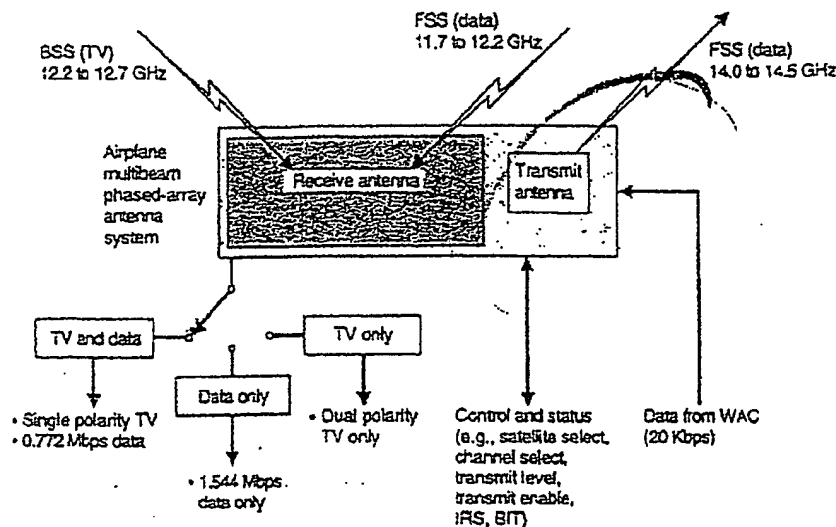 BSS (TV)
12.2 to 12.7 GHz
FSS (data)
11.7 to 12.2 GHz
FSS (data)
14.0 to 14.5 GHz
Airplane
multibeam
phased-array
antenna
system
Receive antenna
Transmit
antenna
TV and data
TV only
Data only
• Single polarity TV
• 0.772 Mbps data
• Dual polarity
TV only
• 1.544 Mbps
data only
Control and status
(e.g., satellite select,
channel select,
transmit level,
transmit enable,
IRS, BIT)
Data from WAC
(20 Kbps)